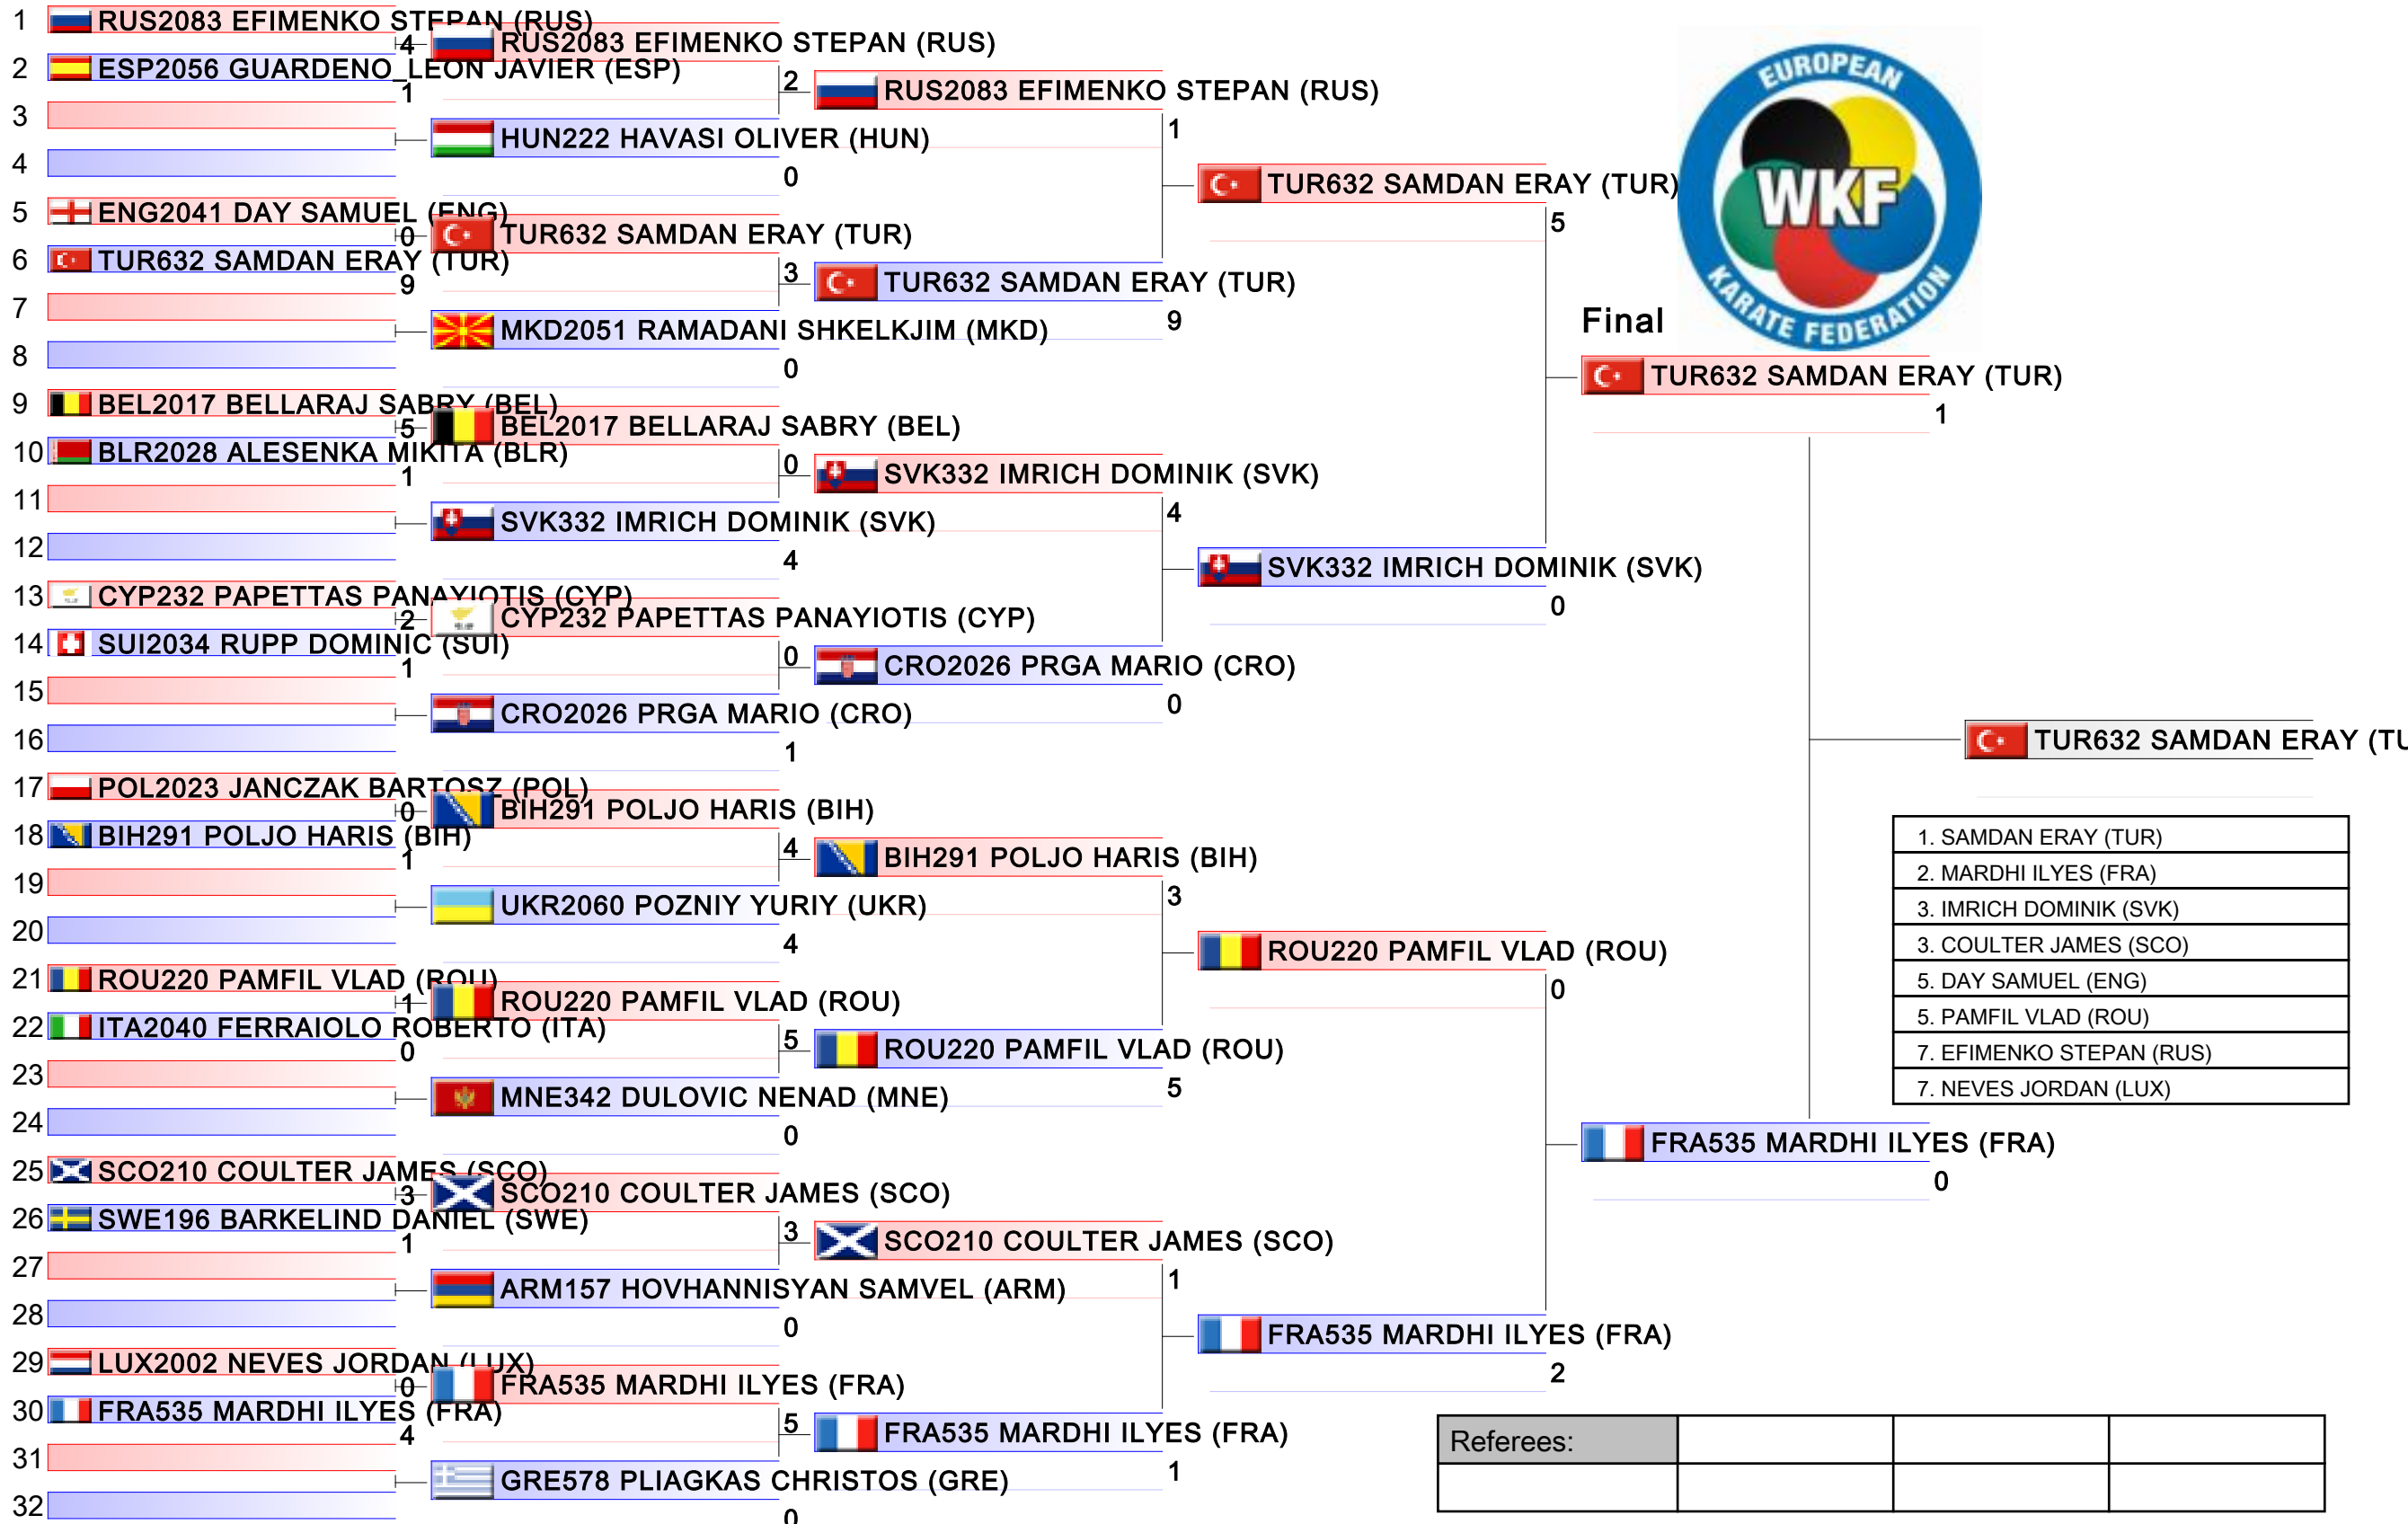 1 RUS2083 EFIMENKO STEPAN (RUS)
4
2 ESP2056 GUARDENO_LEON JAVIER (ESP)
1
3
4
5 ENG2041 DAY SAMUEL (ENG)
0
6 TUR632 SAMDAN ERAY (TUR)
9
7
8
9 BEL2017 BELLARAJ SABRY (BEL)
5
10 BLR2028 ALESENKA MIKITA (BLR)
1
11
12
13 CYP232 PAPETTAS PANAYIOTIS (CYP)
2
14 SUI2034 RUPP DOMINIC (SUI)
1
15
16
17 POL2023 JANCZAK BARTOSZ (POL)
0
18 BIH291 POLJO HARIS (BIH)
1
19
20
21 ROU220 PAMFIL VLAD (ROU)
1
22 ITA2040 FERRAIOLO ROBERTO (ITA)
0
23
24
25 SCO210 COULTER JAMES (SCO)
3
26 SWE196 BARKELIND DANIEL (SWE)
1
27
28
29 LUX2002 NEVES JORDAN (LUX)
0
30 FRA535 MARDHI ILYES (FRA)
4
31
32
RUS2083 EFIMENKO STEPAN (RUS)
2
HUN222 HAVASI OLIVER (HUN)
0
TUR632 SAMDAN ERAY (TUR)
3
MKD2051 RAMADANI SHKELKJIM (MKD)
0
BEL2017 BELLARAJ SABRY (BEL)
0
SVK332 IMRICH DOMINIK (SVK)
4
CYP232 PAPETTAS PANAYIOTIS (CYP)
0
CRO2026 PRGA MARIO (CRO)
1
BIH291 POLJO HARIS (BIH)
4
UKR2060 POZNIY YURIY (UKR)
4
ROU220 PAMFIL VLAD (ROU)
5
MNE342 DULOVIC NENAD (MNE)
0
SCO210 COULTER JAMES (SCO)
3
ARM157 HOVHANNISYAN SAMVEL (ARM)
0
FRA535 MARDHI ILYES (FRA)
5
GRE578 PLIAGKAS CHRISTOS (GRE)
0
RUS2083 EFIMENKO STEPAN (RUS)
1
TUR632 SAMDAN ERAY (TUR)
9
SVK332 IMRICH DOMINIK (SVK)
4
CRO2026 PRGA MARIO (CRO)
0
BIH291 POLJO HARIS (BIH)
3
ROU220 PAMFIL VLAD (ROU)
5
SCO210 COULTER JAMES (SCO)
1
FRA535 MARDHI ILYES (FRA)
1
TUR632 SAMDAN ERAY (TUR)
5
SVK332 IMRICH DOMINIK (SVK)
0
ROU220 PAMFIL VLAD (ROU)
0
FRA535 MARDHI ILYES (FRA)
2
EUROPEAN
WKF
KARATE FEDERATION
Final
TUR632 SAMDAN ERAY (TUR)
1
FRA535 MARDHI ILYES (FRA)
0
TUR632 SAMDAN ERAY (TU
1. SAMDAN ERAY (TUR)
2. MARDHI ILYES (FRA)
3. IMRICH DOMINIK (SVK)
3. COULTER JAMES (SCO)
5. DAY SAMUEL (ENG)
5. PAMFIL VLAD (ROU)
7. EFIMENKO STEPAN (RUS)
7. NEVES JORDAN (LUX)
Referees: